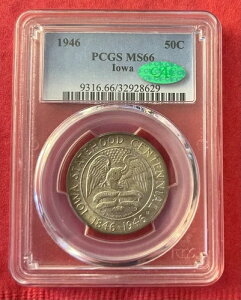 1946 50C
PCGS MS66
Iowa
9316.66/32928629
CAC
IOWA STATEHOOD CENTENNIAL
1846-1946